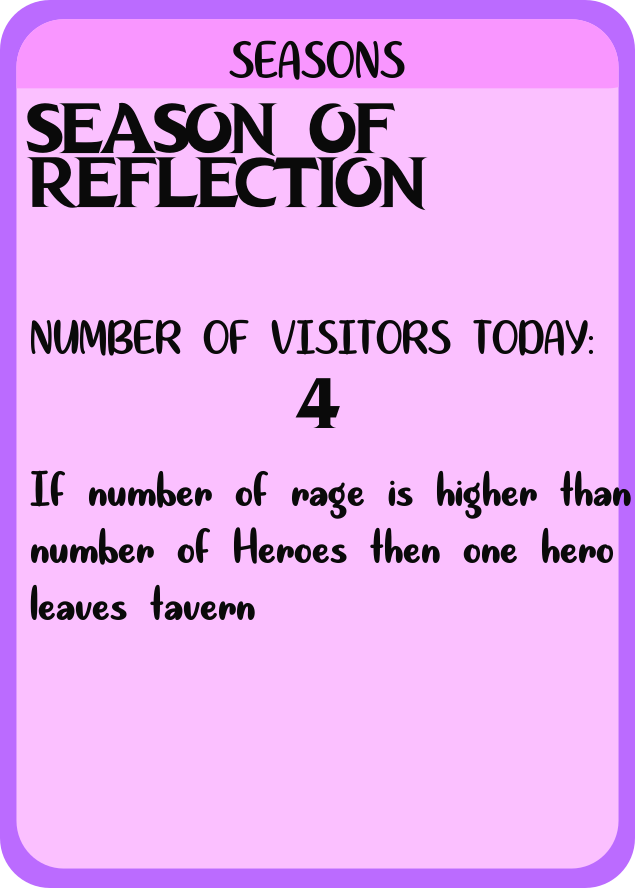 SEASONS
SEASON OF
REFLECTION
NUMBER OF VISITORS TODAY:
4
If number of rage is higher than
number of Heroes then one hero
leaves tavern